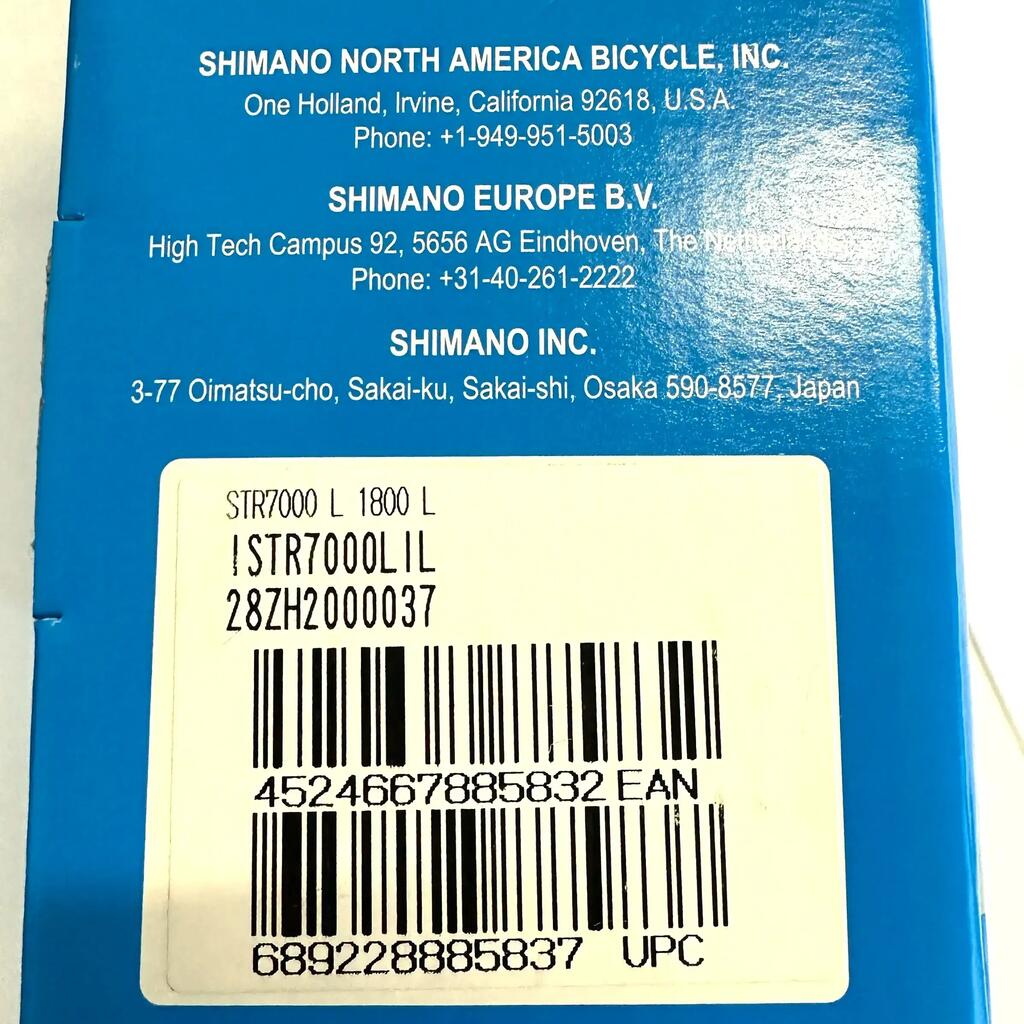 SHIMANO NORTH AMERICA BICYCLE, INC.
One Holland, Irvine, California 92618, U.S.A.
Phone: +1-949-951-5003
SHIMANO EUROPE B.V.
High Tech Campus 92, 5656 AG Eindhoven, The Netherlands
Phone: +31-40-261-2222
SHIMANO INC.
3-77 Oimatsu-cho, Sakai-ku, Sakai-shi, Osaka 590-8577, Japan
STR7000 L 1800 L
ISTR7000LIL
28ZH2000037
4524667885832 EAN
689228885837 UPC